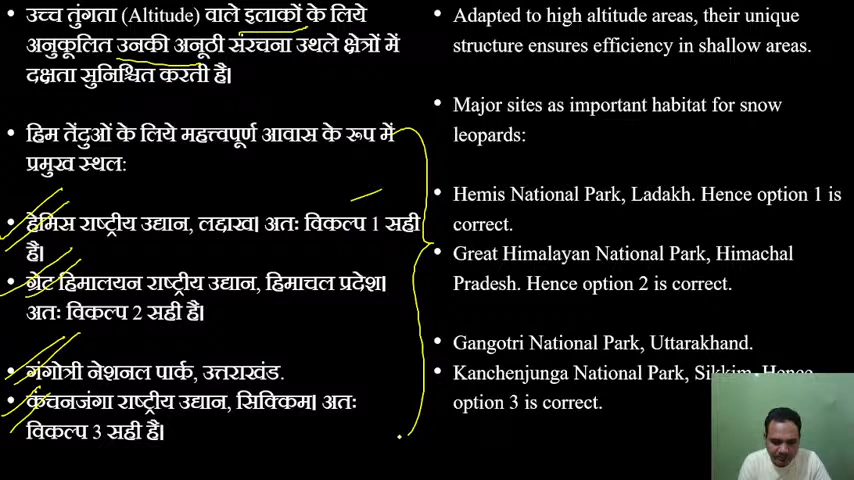 उच्च तुंगता (Altitude) वाले इलाकों के लिये
अनुकूलित उनकी अनूठी संरचना उथले क्षेत्रों में
दक्षता सुनिश्चित करती है।
हिम तेंदुओं के लिये महत्त्वपूर्ण आवास के रूप में
प्रमुख स्थल:
हेमिस राष्ट्रीय उद्यान, लद्दाख। अतः विकल्प 1 सही
है।
ग्रेट हिमालयन राष्ट्रीय उद्यान, हिमाचल प्रदेश।
अतः विकल्प 2 सही है।
गंगोत्री नेशनल पार्क, उत्तराखंड.
कंचनजंगा राष्ट्रीय उद्यान, सिक्किम। अतः
विकल्प 3 सही है।
Adapted to high altitude areas, their unique
structure ensures efficiency in shallow areas.
Major sites as important habitat for snow
leopards:
Hemis National Park, Ladakh. Hence option 1 is
correct.
Great Himalayan National Park, Himachal
Pradesh. Hence option 2 is correct.
Gangotri National Park, Uttarakhand.
Kanchenjunga National Park, Sikkim. Hence
option 3 is correct.